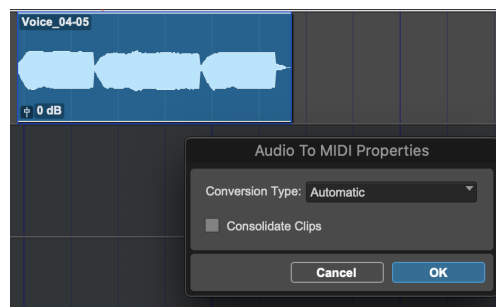 Voice_04-05
0 dB
Audio To MIDI Properties
Conversion Type: Automatic
Consolidate Clips
Cancel OK